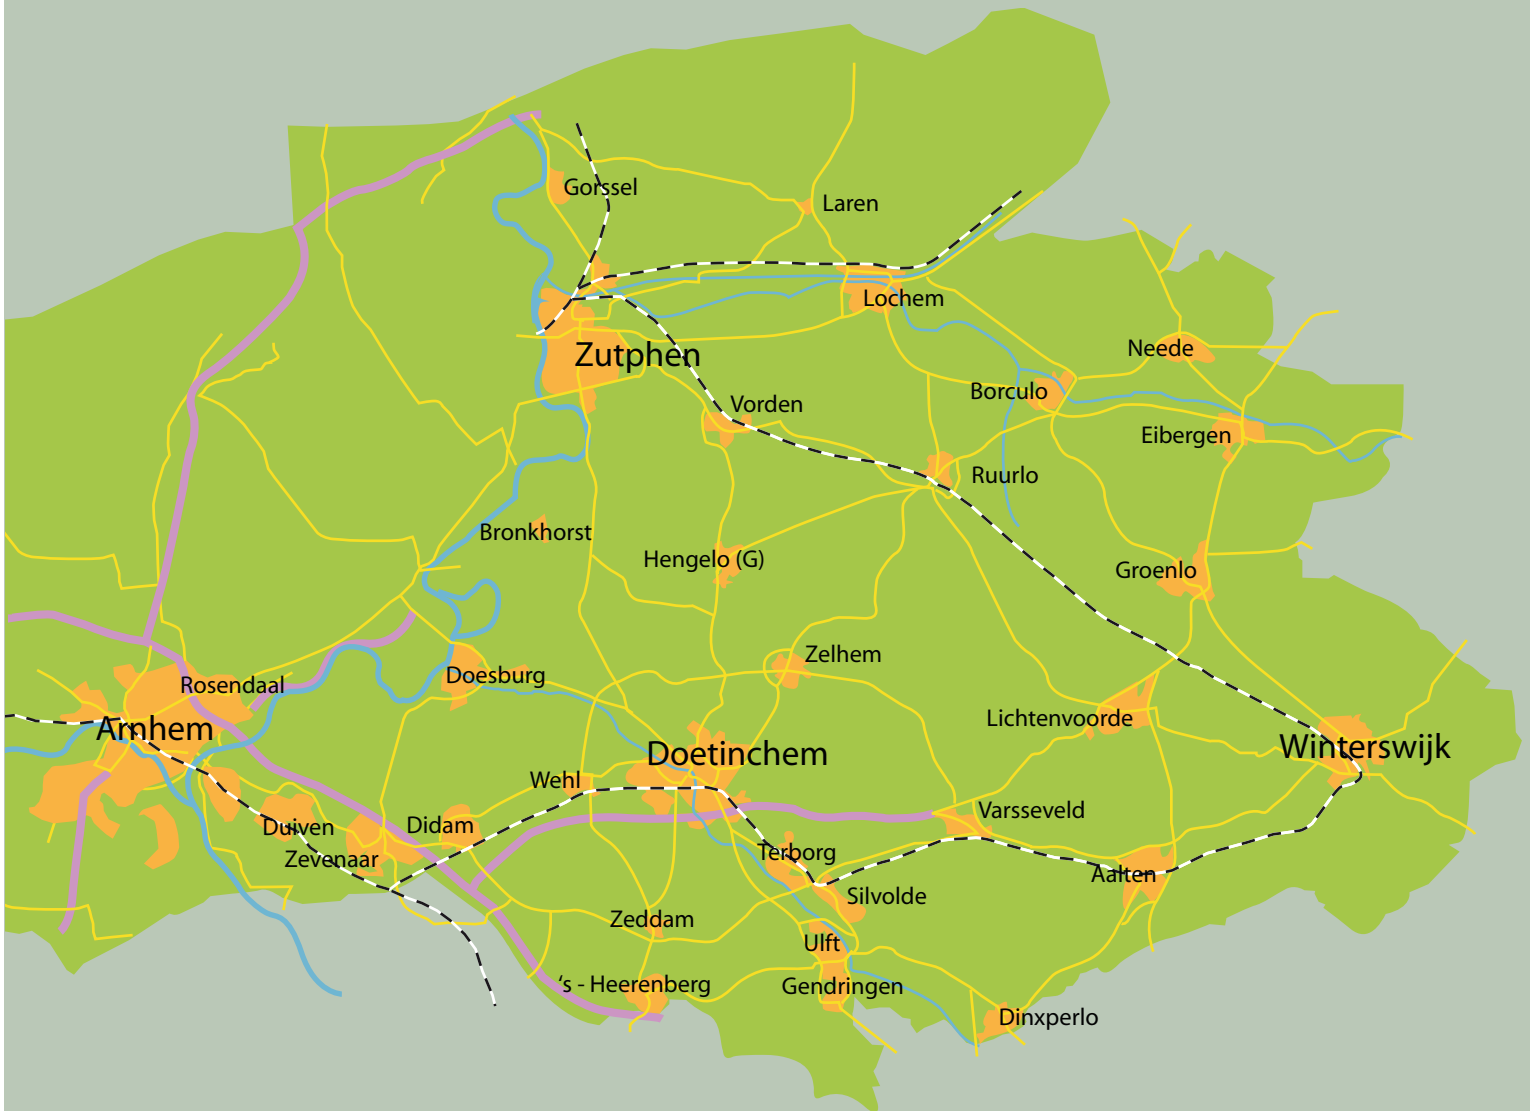 Gorssel
Laren
Lochem
Zutphen
Neede
Borculo
Vorden
Eibergen
Ruurlo
Bronkhorst
Hengelo (G)
Groenlo
Zelhem
Doesburg
Rosendaal
Lichtenvoorde
Arnhem
Winterswijk
Doetinchem
Wehl
Varsseveld
Duiven
Didam
Terborg
Zevenaar
Aalten
Silvolde
Zeddam
Ulft
's - Heerenberg
Gendringen
Dinxperlo